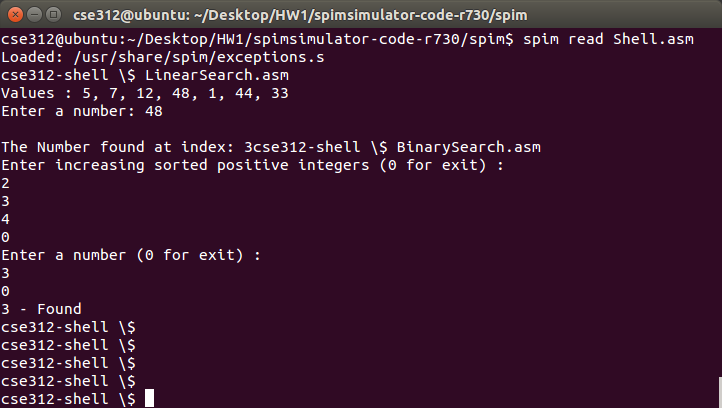 cse312@ubuntu: ~/Desktop/HW1/spimsimulator-code-r730/spim
cse312@ubuntu:~/Desktop/HW1/spimsimulator-code-r730/spim$ spim read Shell.asm
Loaded: /usr/share/spim/exceptions.s
cse312-shell \$ LinearSearch.asm
Values : 5, 7, 12, 48, 1, 44, 33
Enter a number: 48

The Number found at index: 3cse312-shell \$ BinarySearch.asm
Enter increasing sorted positive integers (0 for exit) :
2
3
4
0
Enter a number (0 for exit) :
3
0
3 - Found
cse312-shell \$
cse312-shell \$
cse312-shell \$
cse312-shell \$
cse312-shell \$